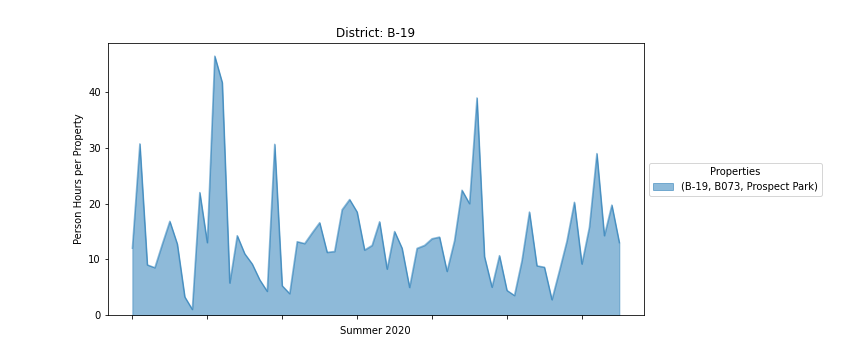 District: B-19
Person Hours per Property
40
30
20
10
0
Summer 2020
Properties
(B-19, B073, Prospect Park)